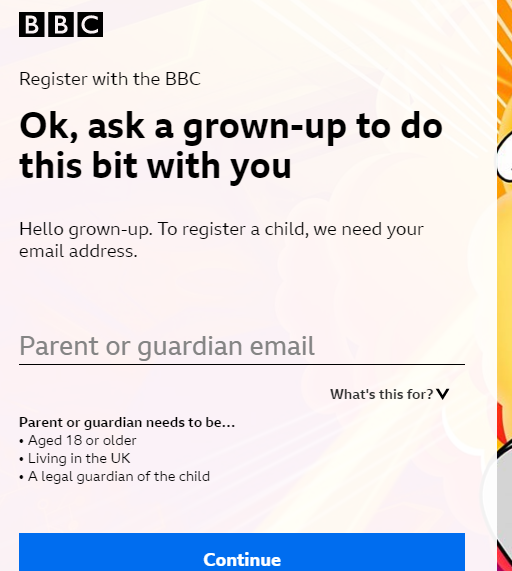 BBC
Register with the BBC
Ok, ask a grown-up to do
this bit with you
Hello grown-up. To register a child, we need your
email address.
Parent or guardian email
What's this for?
Parent or guardian needs to be...
• Aged 18 or older
• Living in the UK
• A legal guardian of the child
Continue